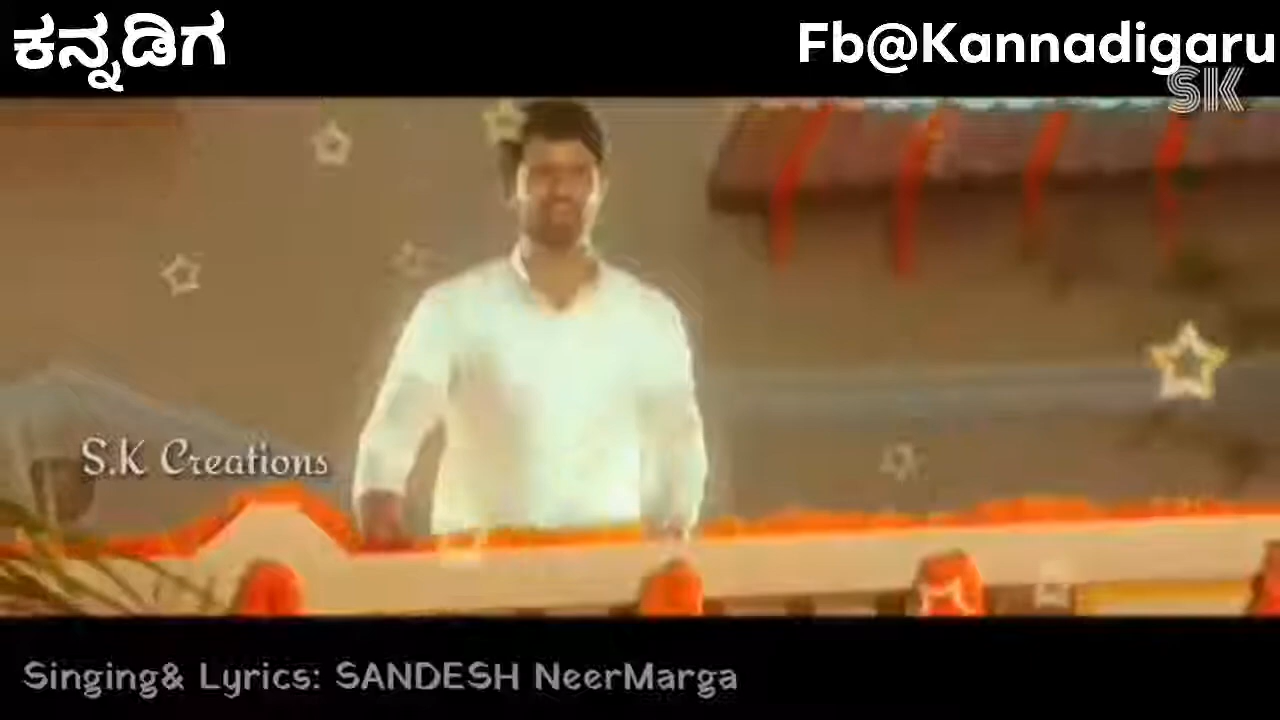 ಕನ್ನಡಿಗ
Fb@Kannadigaru
SK
S.K Creations
Singing& Lyrics: SANDESH NeerMarga